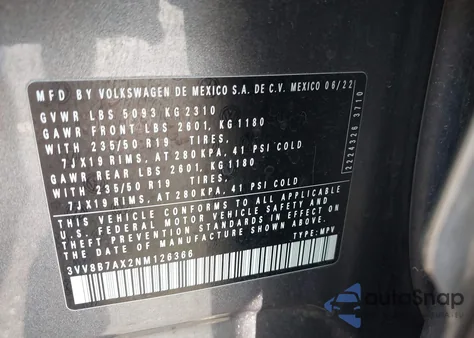 MFD BY VOLKSWAGEN DE MEXICO S.A. DE C.V. MEXICO 06/22
GVWR LBS 5093 KG 2310
GAWR FRONT LBS 2601, KG 1180
WITH 235/50 R19 TIRES,
7JX19 RIMS, AT 280 KPA, 41 PSI COLD
GAWR REAR LBS 2601, KG 1180
WITH 235/50 R19 TIRES,
7JX19 RIMS, AT 280 KPA, 41 PSI COLD
THIS VEHICLE CONFORMS TO ALL APPLICABLE
U.S. FEDERAL MOTOR VEHICLE SAFETY AND
THEFT PREVENTION STANDARDS IN EFFECT ON THE
DATE OF MANUFACTURE SHOWN ABOVE.
3VV8B7AX2NM126366 TYPE: MPV
2224326 3710
autoSnap